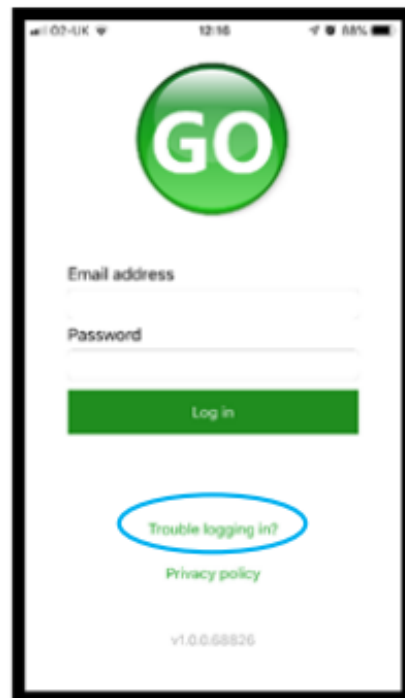 O2-UK 12:16 88%
GO
Email address
Password
Log in
Trouble logging in?
Privacy policy
v1.0.0.68826